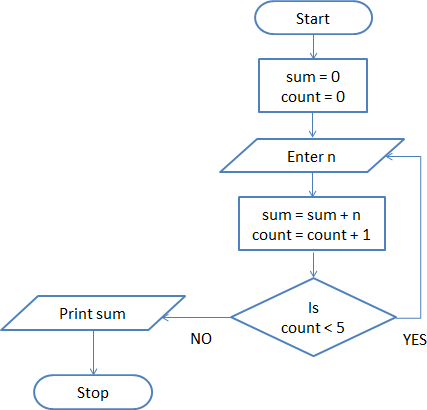 Start
sum = 0
count = 0
Enter n
sum = sum + n
count = count + 1
Is
count < 5
YES
NO
Print sum
Stop